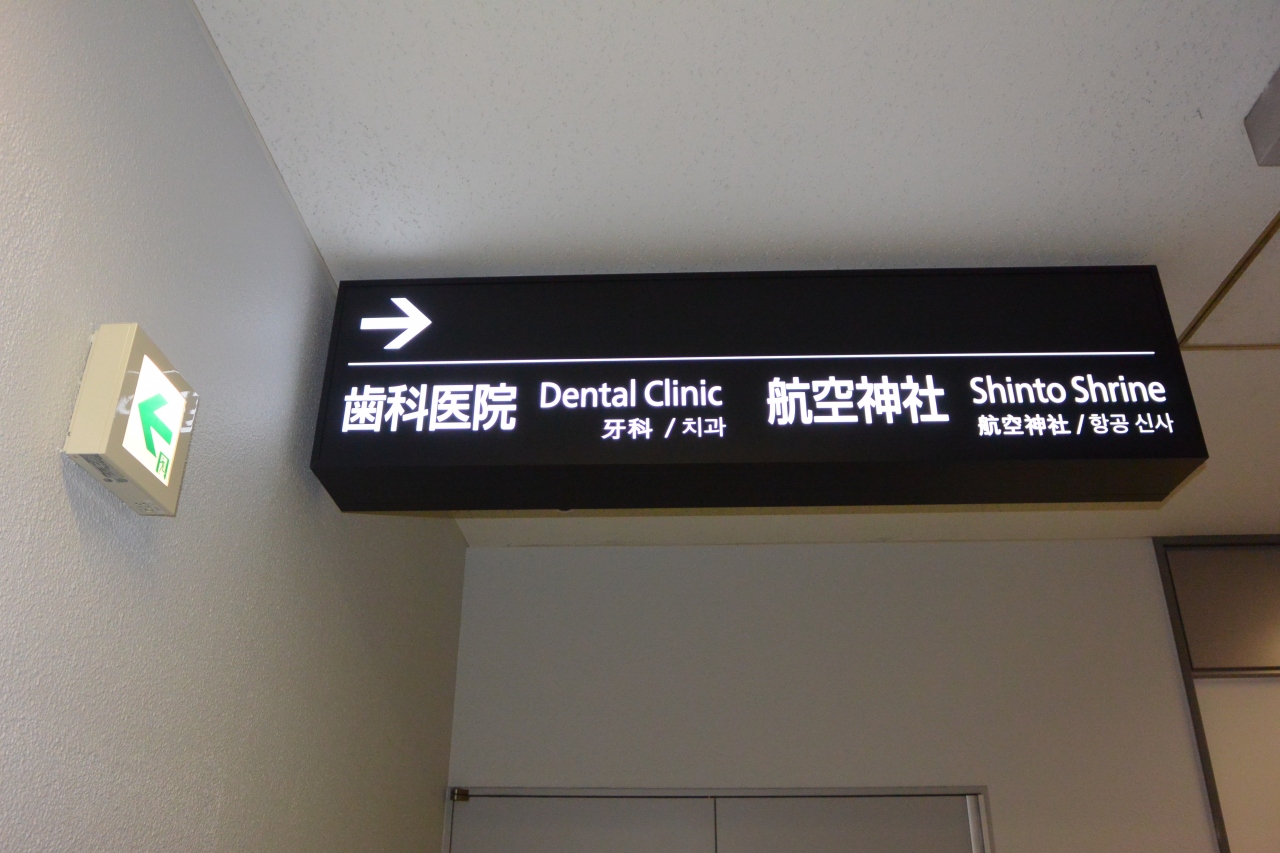 →
歯科医院 Dental Clinic 航空神社 Shinto Shrine
牙科 / 치과 航空神社 / 항공 신사